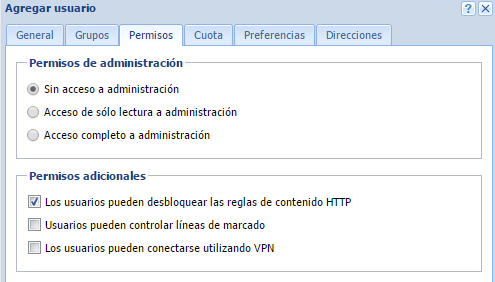 Agregar usuario
General Grupos Permisos Cuota Preferencias Direcciones
Permisos de administración
Sin acceso a administración
Acceso de sólo lectura a administración
Acceso completo a administración
Permisos adicionales
Los usuarios pueden desbloquear las reglas de contenido HTTP
Usuarios pueden controlar líneas de marcado
Los usuarios pueden conectarse utilizando VPN